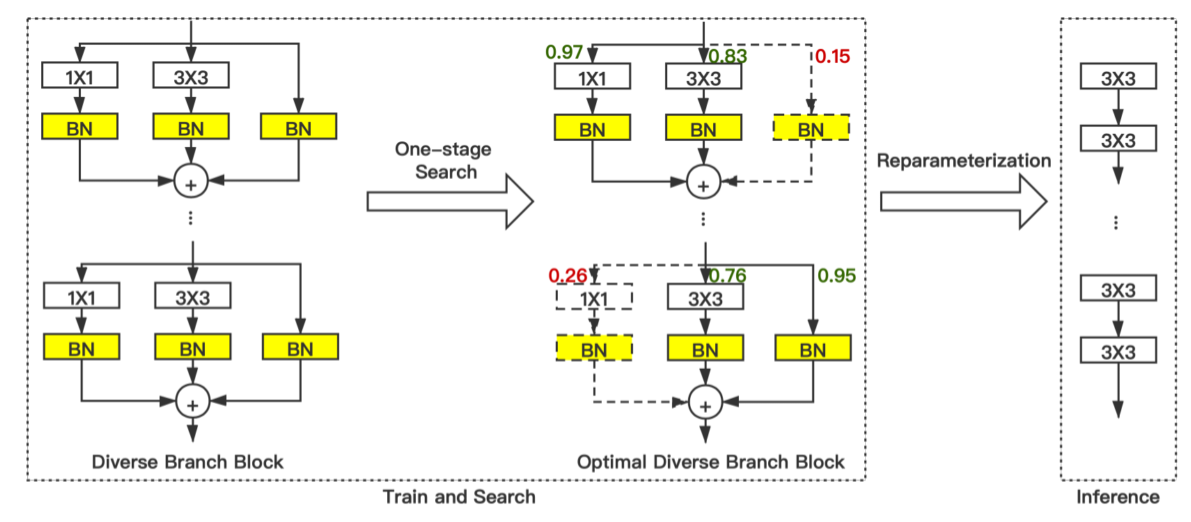 1X1 3X3
BN BN BN
+
1X1 3X3
BN BN BN
+
Diverse Branch Block
One-stage
Search
0.97 0.83 0.15
1X1 3X3
BN BN BN
+
0.26 0.76 0.95
1X1 3X3
BN BN BN
+
Optimal Diverse Branch Block
Train and Search
Reparameterization
3X3
3X3
3X3
3X3
Inference